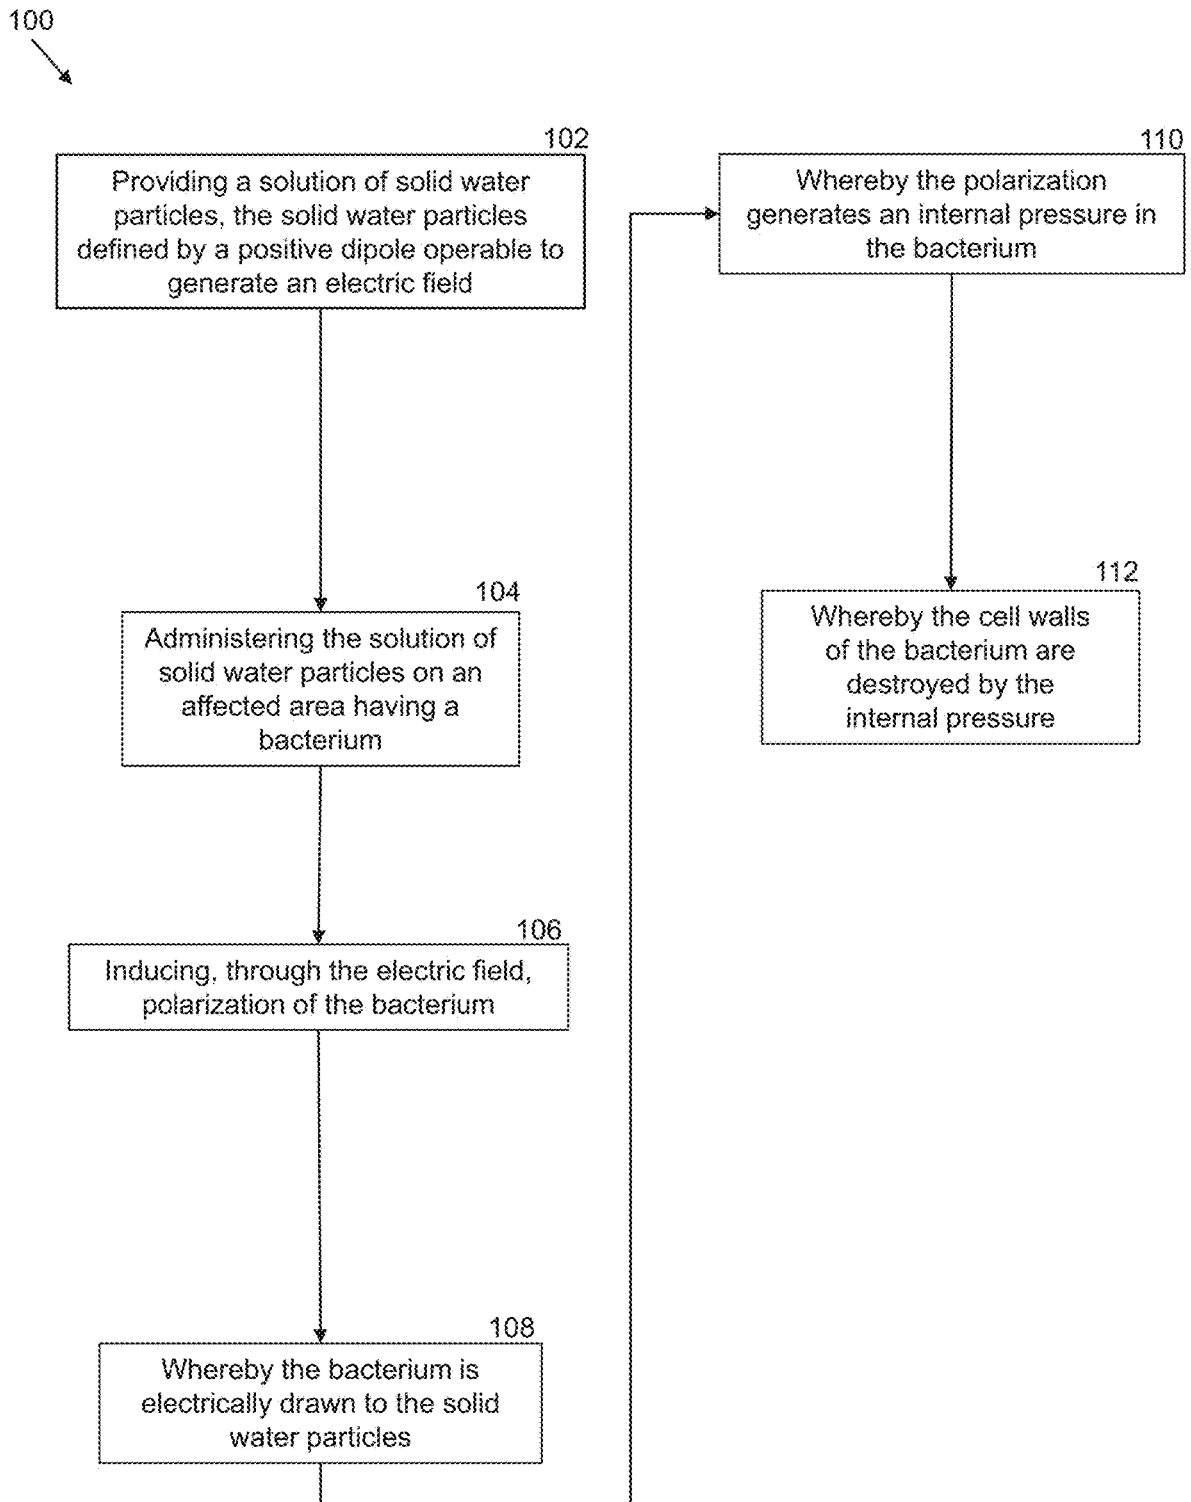 100
102
Providing a solution of solid water
particles, the solid water particles
defined by a positive dipole operable to
generate an electric field
104
Administering the solution of
solid water particles on an
affected area having a
bacterium
106
Inducing, through the electric field,
polarization of the bacterium
108
Whereby the bacterium is
electrically drawn to the solid
water particles
110
Whereby the polarization
generates an internal pressure in
the bacterium
112
Whereby the cell walls
of the bacterium are
destroyed by the
internal pressure